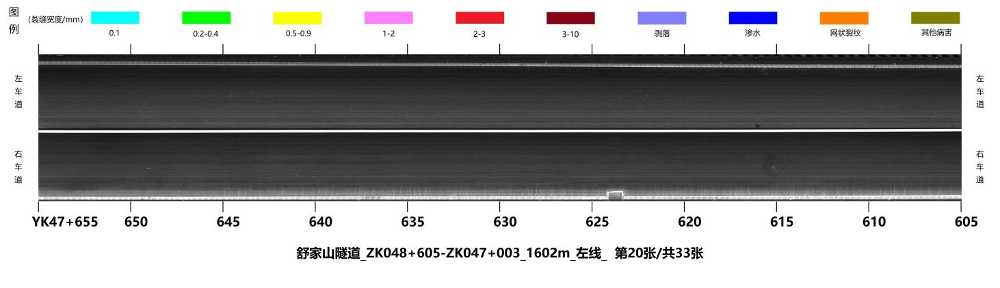 图例 (裂缝宽度/mm)
0.1 0.2-0.4 0.5-0.9 1-2 2-3 3-10 剥落 渗水 网状裂纹 其他病害
左车道 左车道
右车道 右车道
YK47+655 650 645 640 635 630 625 620 615 610 605
舒家山隧道_ZK048+605-ZK047+003_1602m_左线_ 第20张/共33张